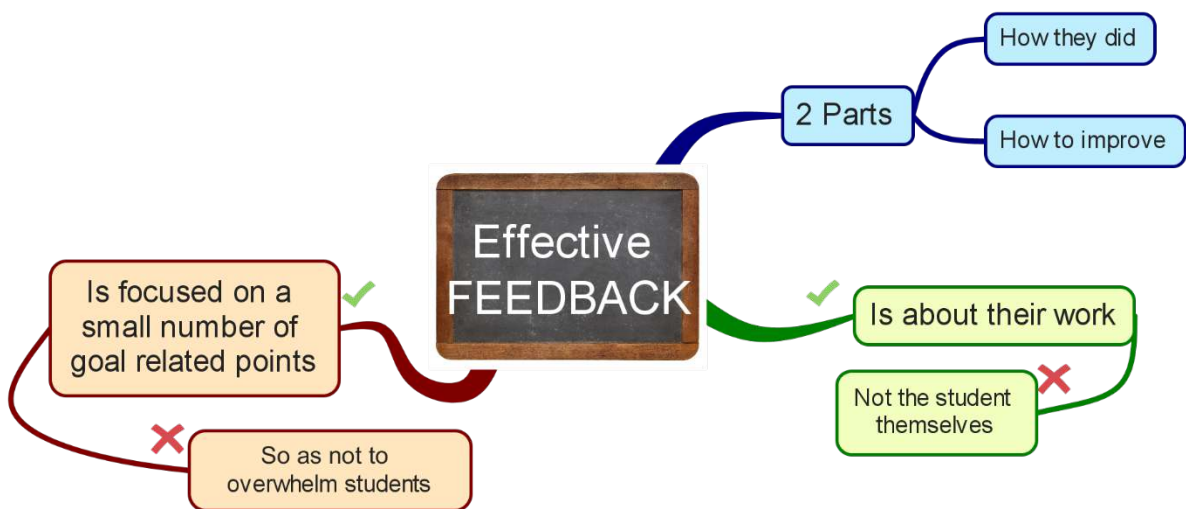 How they did
2 Parts
How to improve
Effective
FEEDBACK
Is focused on a
small number of
goal related points
Is about their work
Not the student
themselves
So as not to
overwhelm students